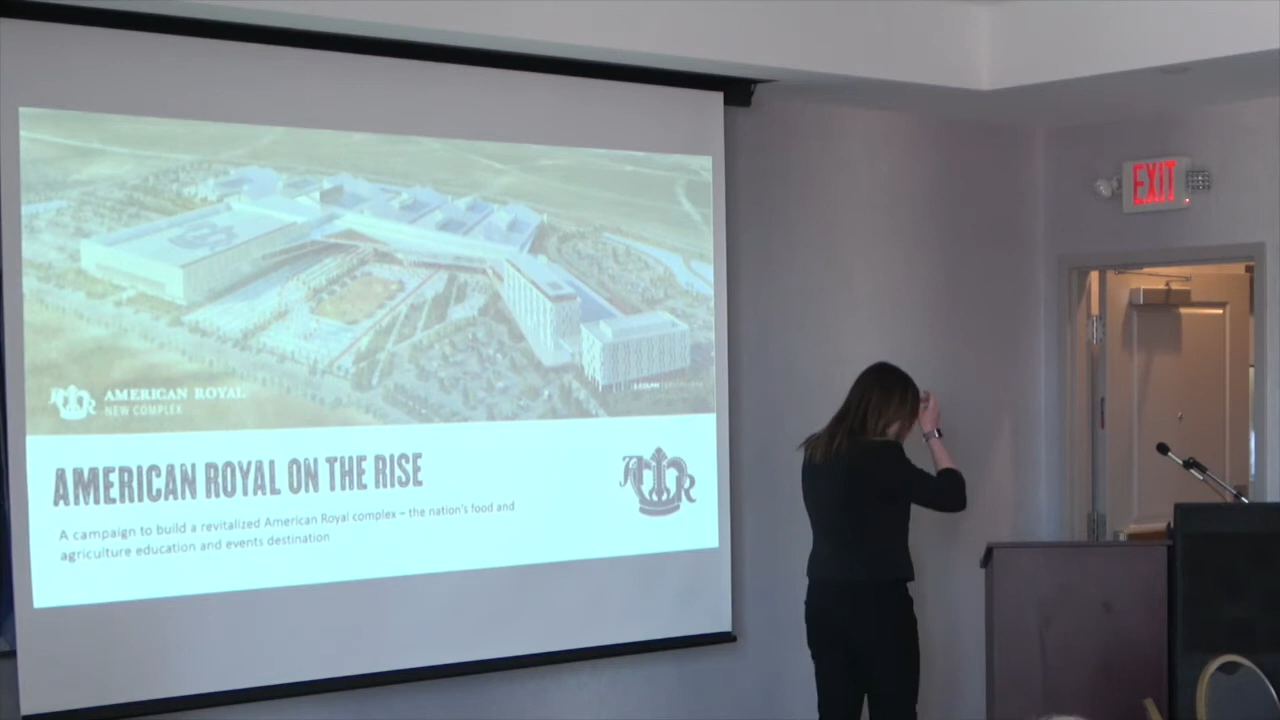 EXIT
AMERICAN ROYAL
NEW COMPLEX
AMERICAN ROYAL ON THE RISE
A campaign to build a revitalized American Royal complex – the nation's food and
agriculture education and events destination